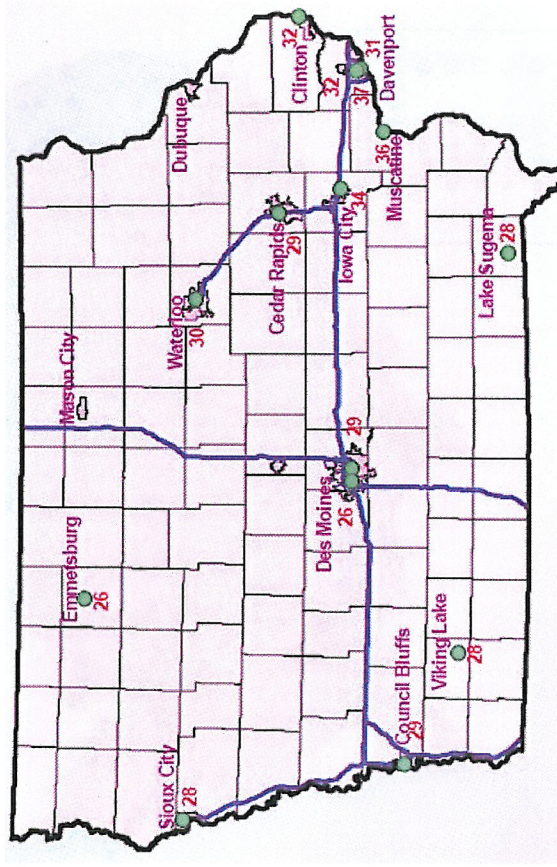 Emmetsburg
26
Mason City
Sioux City
28
Waterloo
30
Dubuque
Cedar Rapids
29
Clinton
32
Des Moines
26
29
Iowa City
34
32
37
31
Davenport
Muscatine
36
Council Bluffs
29
Viking Lake
28
Lake Sugema
28